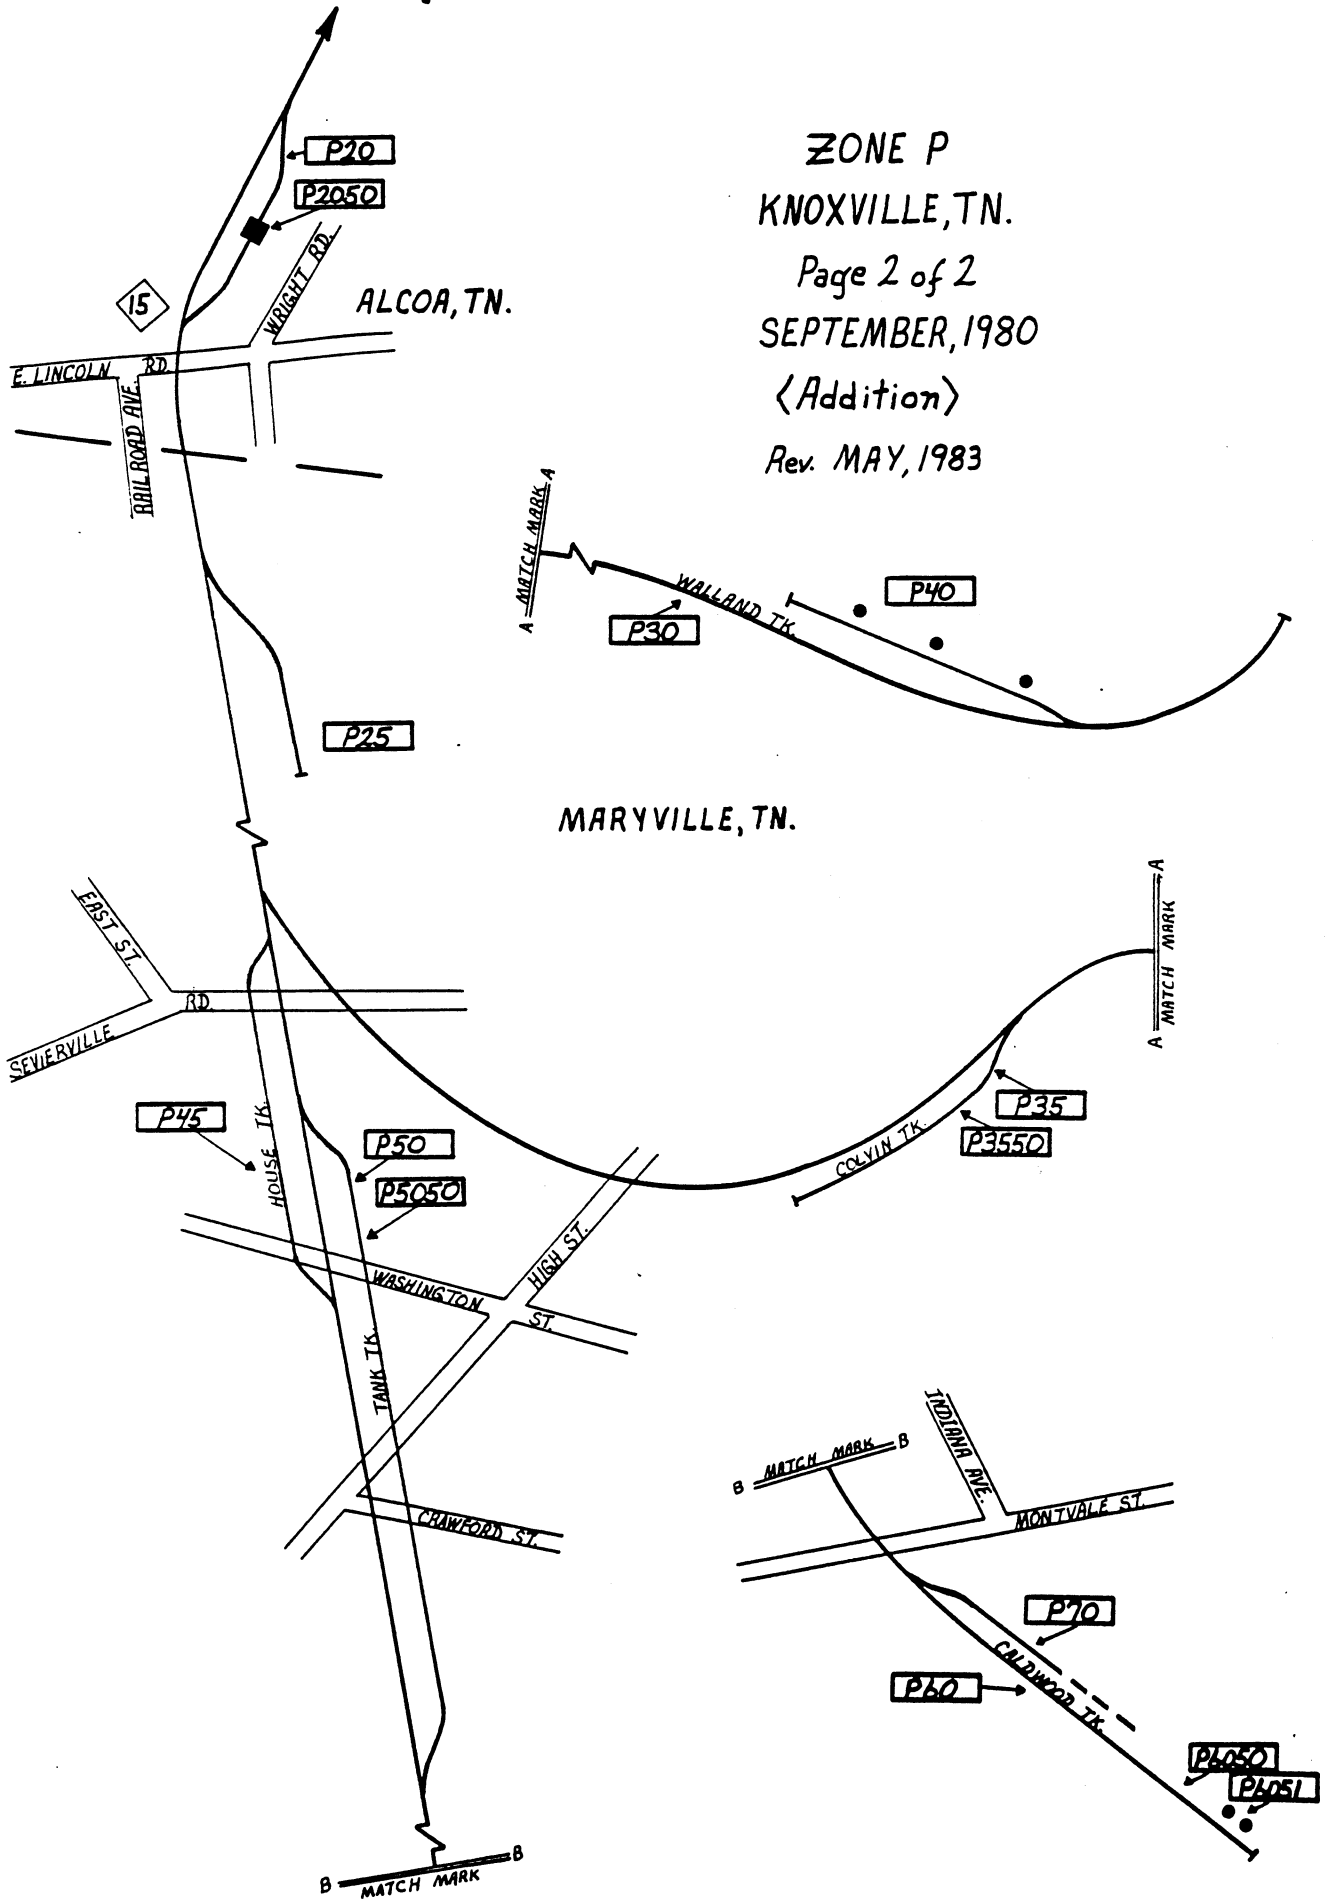 ZONE P
KNOXVILLE, TN.
Page 2 of 2
SEPTEMBER, 1980
<Addition>
Rev. MAY, 1983
P20
P2050
WRIGHT RD.
15
ALCOA, TN.
E. LINCOLN RD.
RAILROAD AVE.
A MATCH MARK A
WALLAND TK.
P30
P40
P25
MARYVILLE, TN.
EAST ST.
SEVIERVILLE RD.
A MATCH MARK A
P35
P3550
COLVIN TK.
P45
HOUSE TK.
P50
P5050
HIGH ST.
WASHINGTON ST.
TANK TK.
CRAWFORD ST.
B MATCH MARK B
B MATCH MARK B
INDIANA AVE.
MONTVALE ST.
P70
CALDWOOD TK.
P60
P6050
P6051